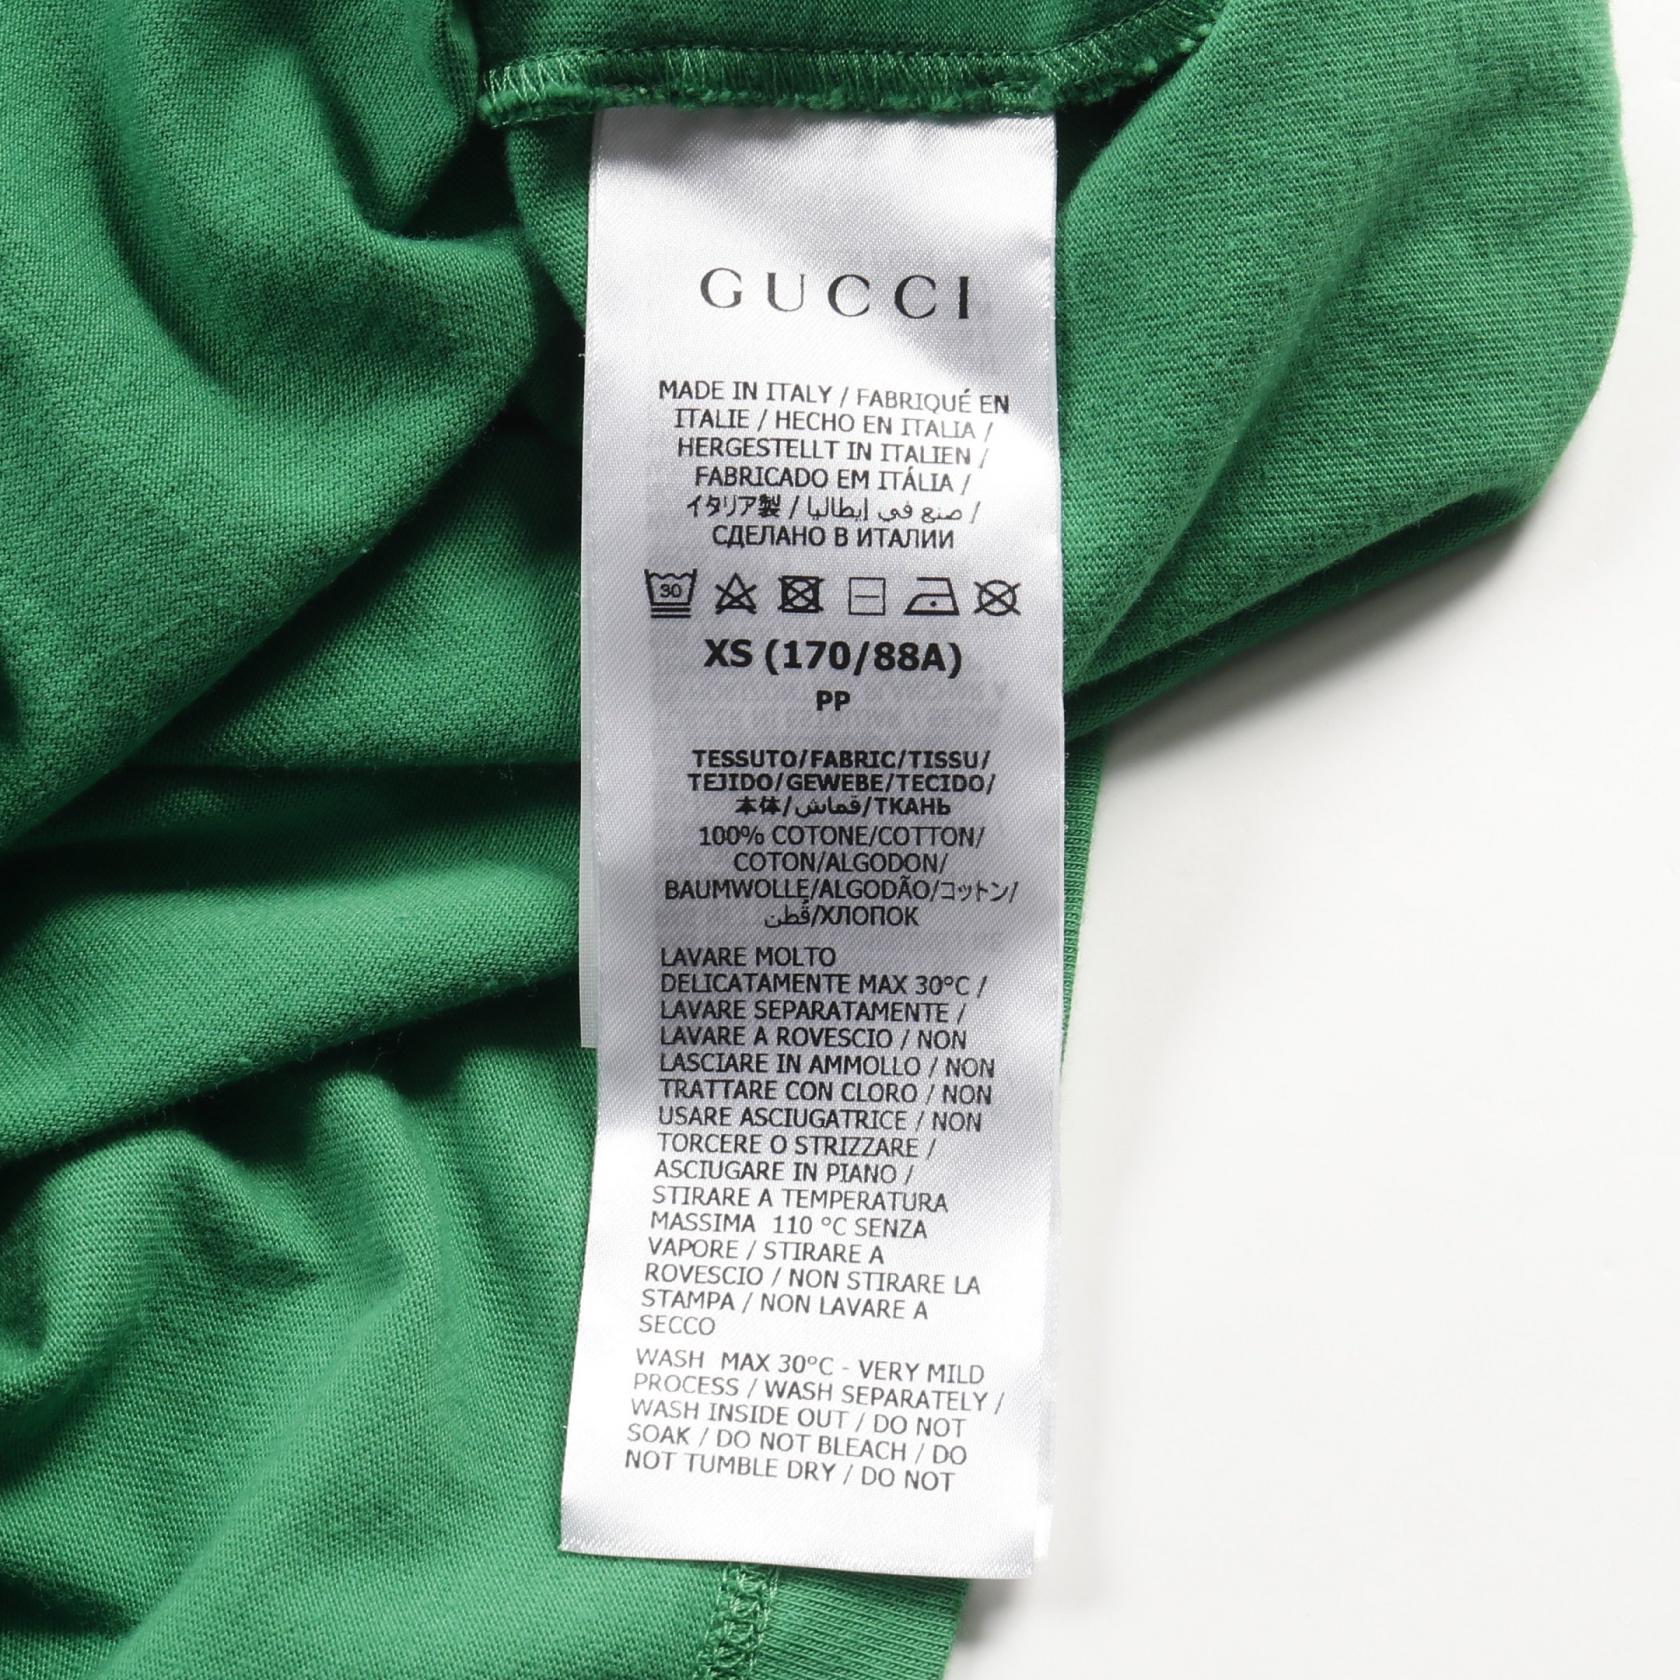 GUCCI
MADE IN ITALY / FABRIQUÉ EN
ITALIE / HECHO EN ITALIA /
HERGESTELLT IN ITALIEN /
FABRICADO EM ITÁLIA /
イタリア製 / صنع في إيطاليا /
СДЕЛАНО В ИТАЛИИ
30
XS (170/88A)
PP
TESSUTO/FABRIC/TISSU/
TEJIDO/GEWEBE/TECIDO/
本体/قماش/ТКАНЬ
100% COTONE/COTTON/
COTON/ALGODON/
BAUMWOLLE/ALGODÃO/コットン/
قُطن/ХЛОПОК
LAVARE MOLTO
DELICATAMENTE MAX 30°C /
LAVARE SEPARATAMENTE /
LAVARE A ROVESCIO / NON
LASCIARE IN AMMOLLO / NON
TRATTARE CON CLORO / NON
USARE ASCIUGATRICE / NON
TORCERE O STRIZZARE /
ASCIUGARE IN PIANO /
STIRARE A TEMPERATURA
MASSIMA 110 °C SENZA
VAPORE / STIRARE A
ROVESCIO / NON STIRARE LA
STAMPA / NON LAVARE A
SECCO
WASH MAX 30°C - VERY MILD
PROCESS / WASH SEPARATELY /
WASH INSIDE OUT / DO NOT
SOAK / DO NOT BLEACH / DO
NOT TUMBLE DRY / DO NOT